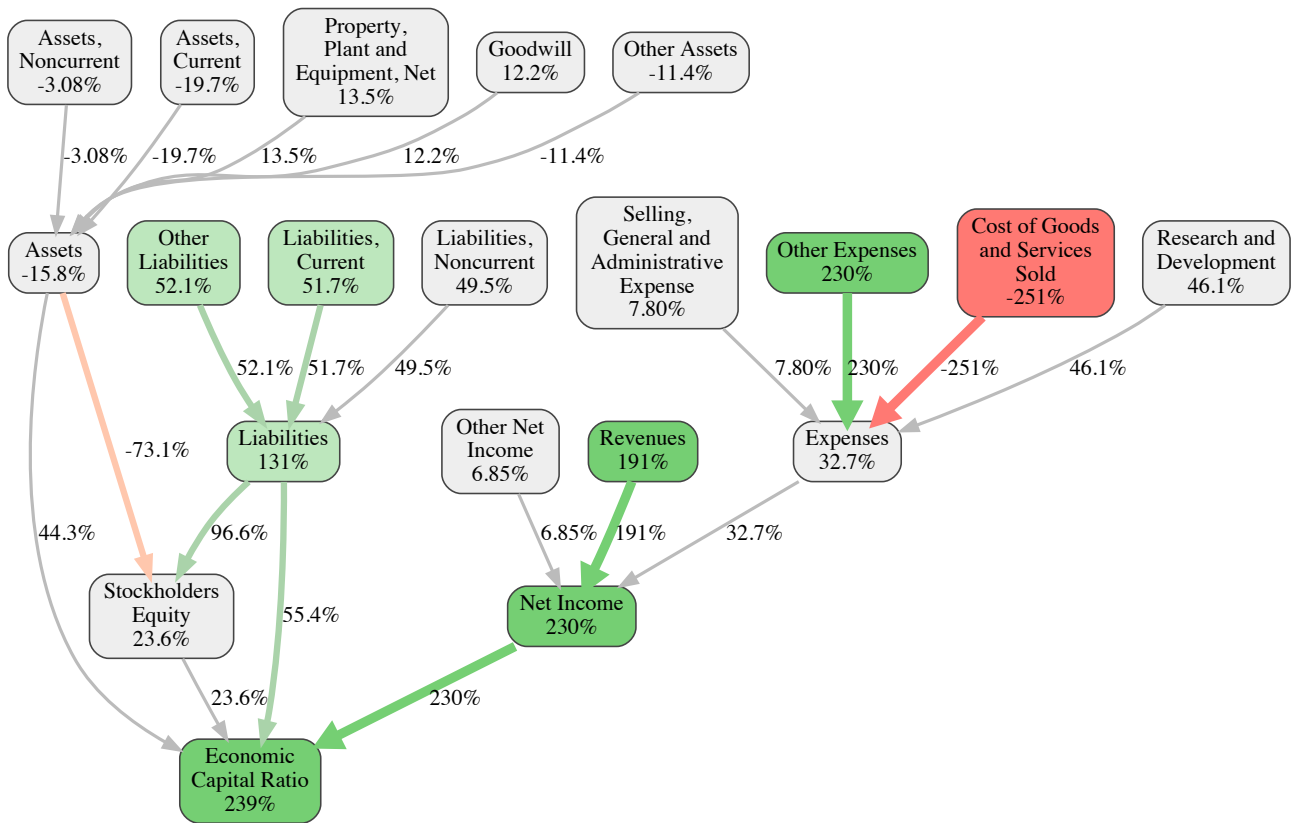 Assets,
Noncurrent
-3.08%
Assets,
Current
-19.7%
Property,
Plant and
Equipment, Net
13.5%
Goodwill
12.2%
Other Assets
-11.4%
-3.08%
-19.7%
13.5%
12.2%
-11.4%
Assets
-15.8%
Other
Liabilities
52.1%
Liabilities,
Current
51.7%
Liabilities,
Noncurrent
49.5%
Selling,
General and
Administrative
Expense
7.80%
Other Expenses
230%
Cost of Goods
and Services
Sold
-251%
Research and
Development
46.1%
52.1%
51.7%
49.5%
7.80%
230%
-251%
46.1%
Liabilities
131%
Other Net
Income
6.85%
Revenues
191%
Expenses
32.7%
-73.1%
44.3%
96.6%
6.85%
191%
32.7%
Stockholders
Equity
23.6%
55.4%
Net Income
230%
23.6%
230%
Economic
Capital Ratio
239%